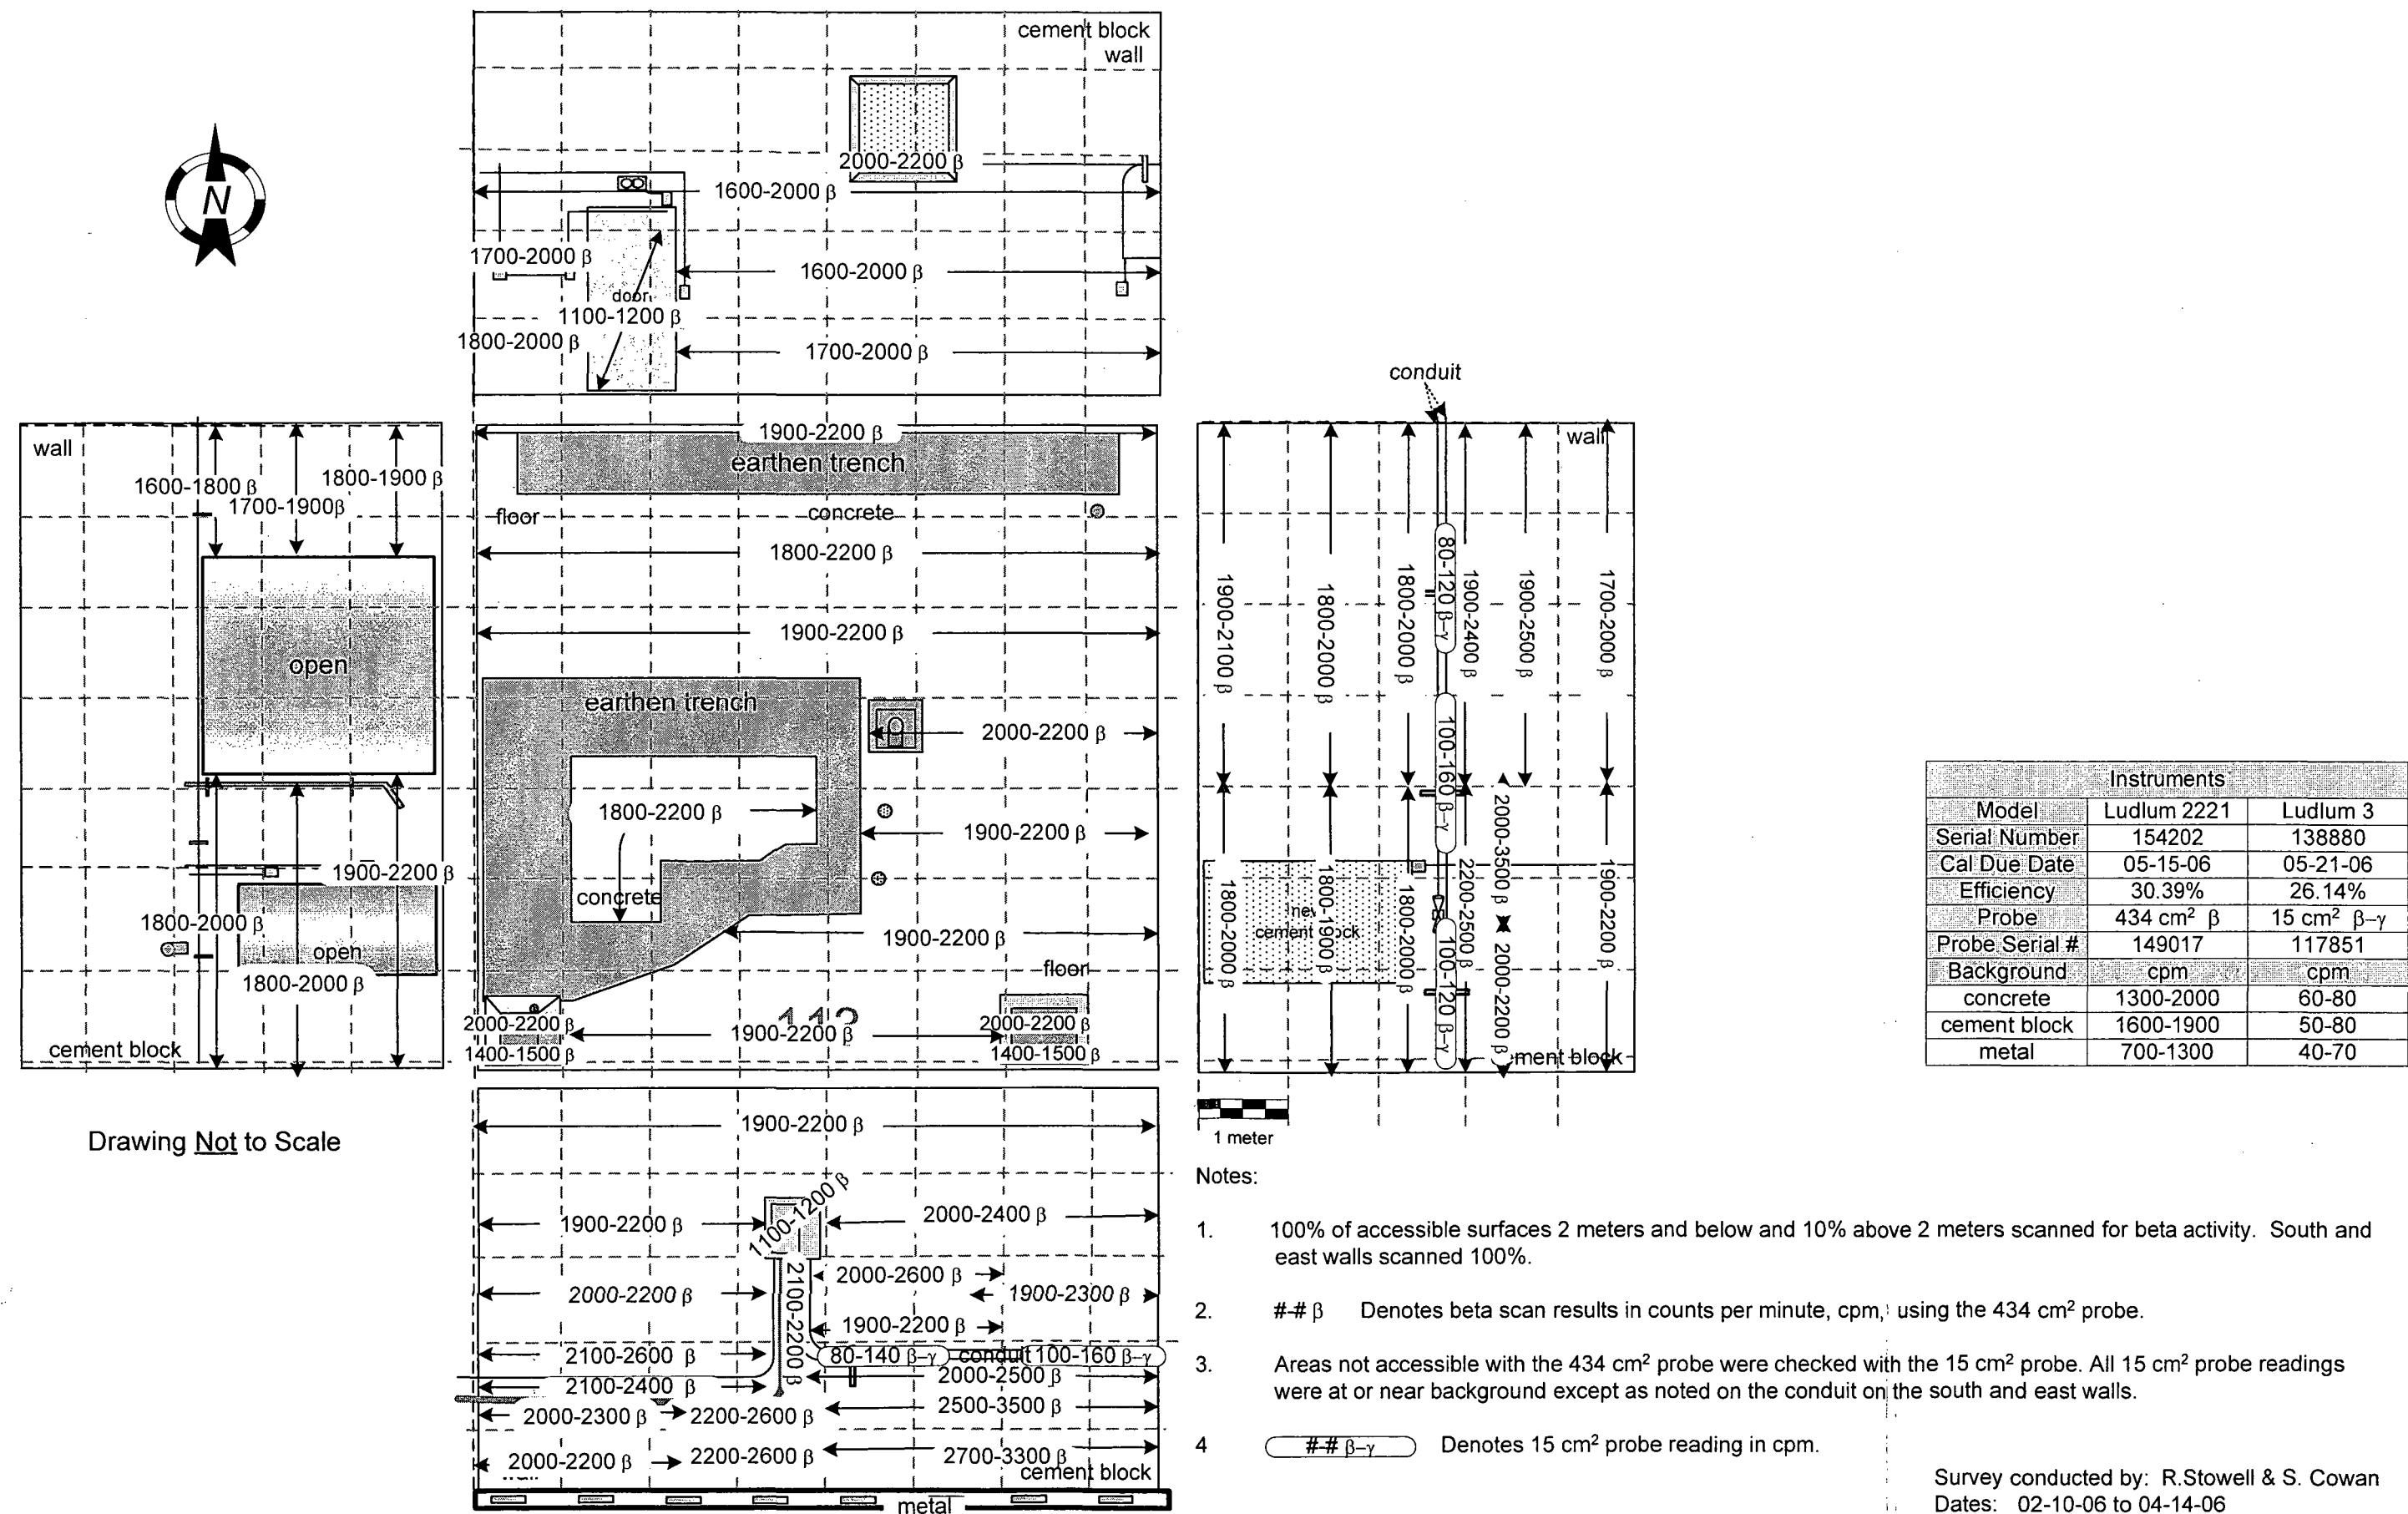 cement block
wall
2000-2200 β
1600-2000 β
1700-2000 β
1600-2000 β
door
1100-1200 β
1800-2000 β
1700-2000 β
N
wall
1600-1800 β
1700-1900β
1800-1900 β
open
1900-2200 β
1800-2000 β
open
1800-2000 β
cement block
Drawing Not to Scale
1900-2200 β
earthen trench
floor
concrete
1800-2200 β
1900-2200 β
earthen trench
2000-2200 β
1800-2200 β
1900-2200 β
concrete
1900-2200 β
floor
2000-2200 β
1900-2200 β
2000-2200 β
1400-1500 β
1400-1500 β
conduit
wall
1900-2100 β
1800-2000 β
1800-2000 β
80-120 β–γ
1900-2400 β
1900-2500 β
1700-2000 β
100-160 β–γ
2000-3500 β
1800-2000 β
1800-1900 β
1800-2000 β
2200-2500 β
100-120 β–γ
2000-2200 β
1900-2200 β
cement
1 meter
1900-2200 β
1900-2200 β
1100-1200 β
2000-2400 β
2000-2200 β
2100-2200 β
2000-2600 β
1900-2300 β
1900-2200 β
2100-2600 β
80-140 β–γ
conduit
100-160 β–γ
2100-2400 β
2000-2500 β
2000-2300 β
2200-2600 β
2500-3500 β
2000-2200 β
2200-2600 β
2700-3300 β
cement block
metal
Instruments
Model Ludlum 2221 Ludlum 3
Serial Number 154202 138880
Cal Due Date 05-15-06 05-21-06
Efficiency 30.39% 26.14%
Probe 434 cm² β 15 cm² β–γ
Probe Serial # 149017 117851
Background cpm cpm
concrete 1300-2000 60-80
cement block 1600-1900 50-80
metal 700-1300 40-70
Notes:
1. 100% of accessible surfaces 2 meters and below and 10% above 2 meters scanned for beta activity. South and
east walls scanned 100%.
2. #-# β Denotes beta scan results in counts per minute, cpm, using the 434 cm² probe.
3. Areas not accessible with the 434 cm² probe were checked with the 15 cm² probe. All 15 cm² probe readings
were at or near background except as noted on the conduit on the south and east walls.
4 #-# β–γ Denotes 15 cm² probe reading in cpm.
Survey conducted by: R.Stowell & S. Cowan
Dates: 02-10-06 to 04-14-06